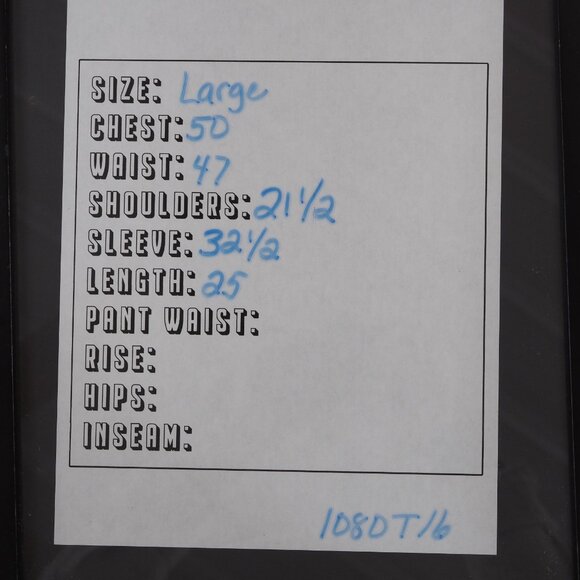 SIZE: Large
CHEST: 50
WAIST: 47
SHOULDERS: 21 1/2
SLEEVE: 32 1/2
LENGTH: 25
PANT WAIST:
RISE:
HIPS:
INSEAM:
1080T16